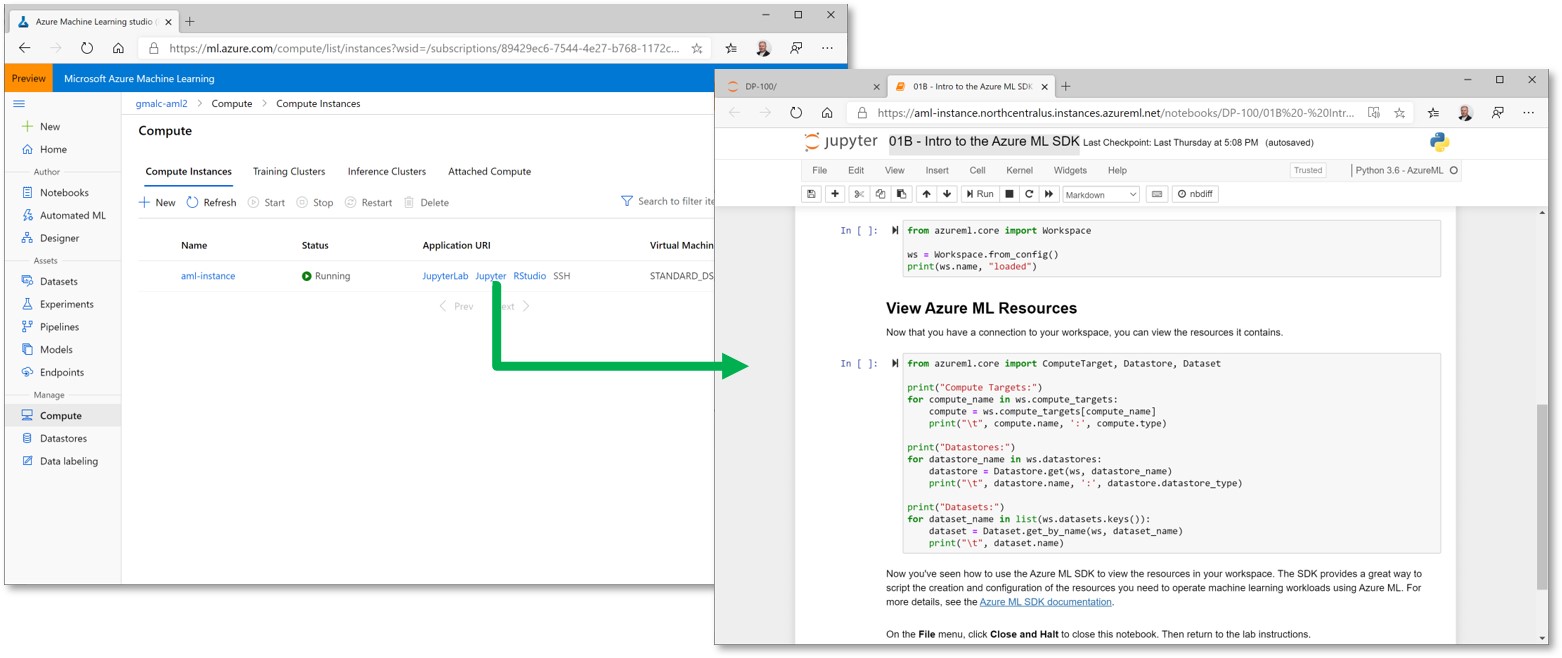 Azure Machine Learning studio (
https://ml.azure.com/compute/list/instances?wsid=/subscriptions/89429ec6-7544-4e27-b768-1172c...
Preview Microsoft Azure Machine Learning
gmalc-aml2 > Compute > Compute Instances
New
Home
Author
Notebooks
Automated ML
Designer
Assets
Datasets
Experiments
Pipelines
Models
Endpoints
Manage
Compute
Datastores
Data labeling
Compute
Compute Instances Training Clusters Inference Clusters Attached Compute
New Refresh Start Stop Restart Delete Search to filter ite
Name Status Application URI Virtual Machin
aml-instance Running JupyterLab Jupyter RStudio SSH STANDARD_DS
Prev ext
DP-100/ 01B - Intro to the Azure ML SDK
https://aml-instance.northcentralus.instances.azureml.net/notebooks/DP-100/01B%20-%20Intr...
jupyter 01B - Intro to the Azure ML SDK Last Checkpoint: Last Thursday at 5:08 PM (autosaved)
File Edit View Insert Cell Kernel Widgets Help Trusted Python 3.6 - AzureML
Run Markdown nbdiff
In [ ]: from azureml.core import Workspace
ws = Workspace.from_config()
print(ws.name, "loaded")
View Azure ML Resources
Now that you have a connection to your workspace, you can view the resources it contains.
In [ ]: from azureml.core import ComputeTarget, Datastore, Dataset
print("Compute Targets:")
for compute_name in ws.compute_targets:
compute = ws.compute_targets[compute_name]
print("\t", compute.name, ':', compute.type)
print("Datastores:")
for datastore_name in ws.datastores:
datastore = Datastore.get(ws, datastore_name)
print("\t", datastore.name, ':', datastore.datastore_type)
print("Datasets:")
for dataset_name in list(ws.datasets.keys()):
dataset = Dataset.get_by_name(ws, dataset_name)
print("\t", dataset.name)
Now you've seen how to use the Azure ML SDK to view the resources in your workspace. The SDK provides a great way to
script the creation and configuration of the resources you need to operate machine learning workloads using Azure ML. For
more details, see the Azure ML SDK documentation.
On the File menu, click Close and Halt to close this notebook. Then return to the lab instructions.